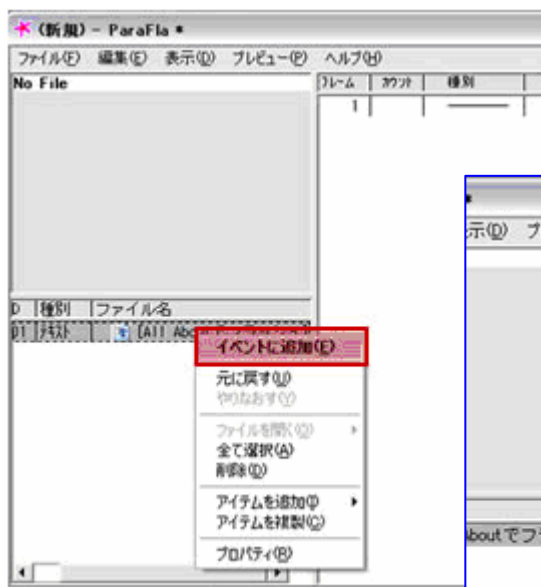 (新規) - ParaFla *
ファイル(F) 編集(E) 表示(D) プレビュー(P) ヘルプ(H)
No File
フレーム カウント 種別
1
D 種別 ファイル名
01 テキスト [All About
イベントに追加(E)
元に戻す(U)
やりなおす(Y)
ファイルを開く(O)
全て選択(A)
削除(D)
アイテムを追加(I)
アイテムを複製(C)
プロパティ(R)
示(D) プ
Aboutでフラ